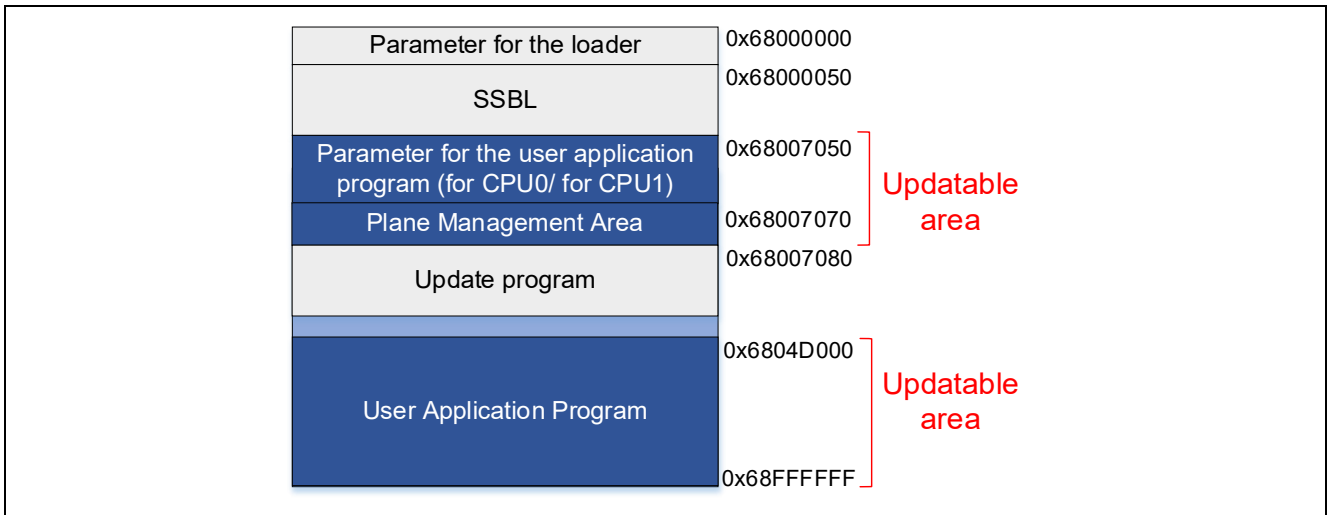 Parameter for the loader
0x68000000
0x68000050
SSBL
Parameter for the user application
program (for CPU0/ for CPU1)
0x68007050
Updatable
area
Plane Management Area
0x68007070
0x68007080
Update program
0x6804D000
Updatable
area
User Application Program
0x68FFFFFF